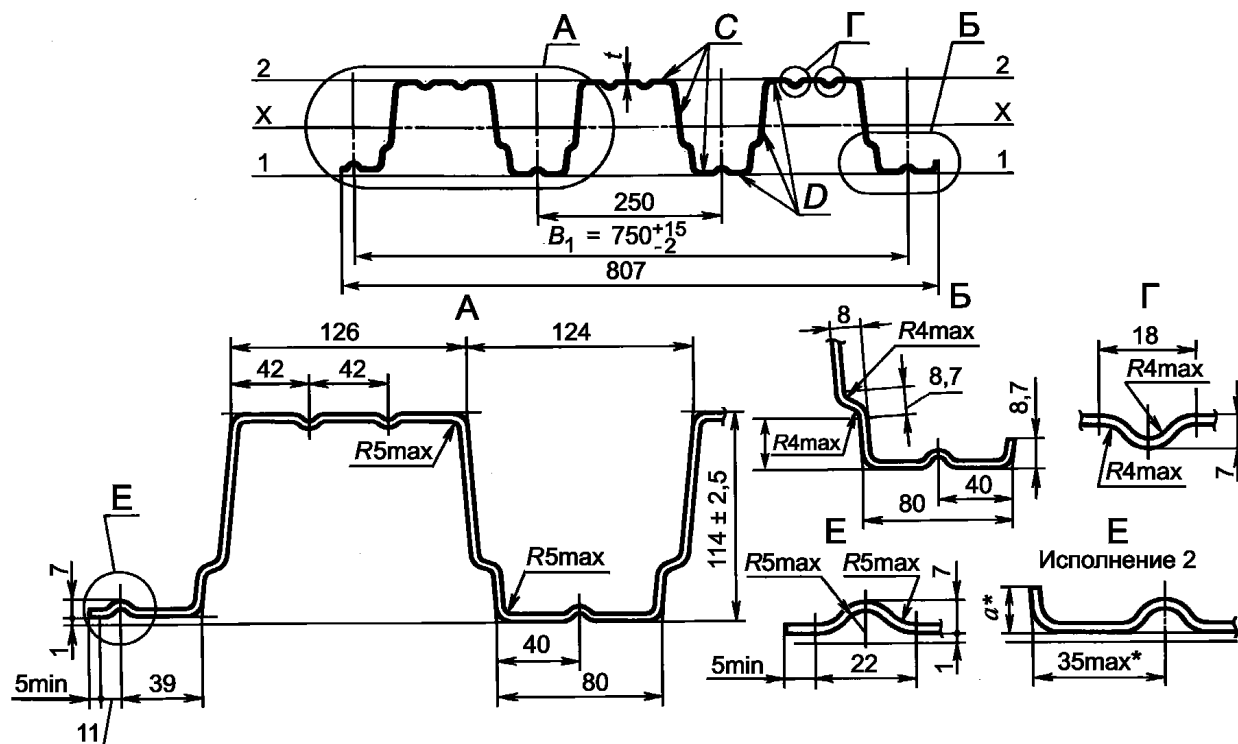 А
C
Г
Б
t
2
2
X
X
1
1
D
250
B₁ = 750⁺¹⁵₋₂
807
А
126
124
42
42
R5max
Е
7
1
5min
39
11
R5max
114 ± 2,5
40
80
Б
8
R4max
8,7
R4max
8,7
40
80
Г
18
R4max
R4max
7
Е
R5max
R5max
7
5min
22
1
Е
Исполнение 2
a*
35max*